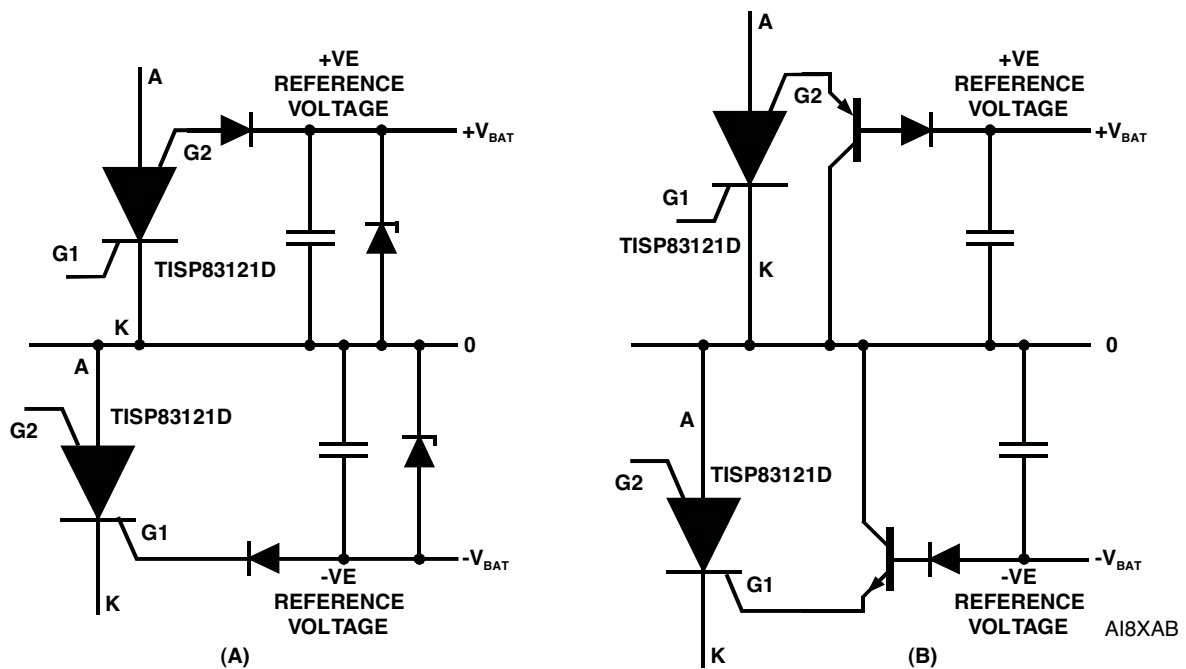 A
+VE
REFERENCE
VOLTAGE
+VBAT
G2
G1
TISP83121D
K
0
A
TISP83121D
G2
G1
-VBAT
-VE
REFERENCE
VOLTAGE
K
(A)
A
+VE
REFERENCE
VOLTAGE
G2
+VBAT
G1
TISP83121D
K
0
A
TISP83121D
G2
G1
-VBAT
-VE
REFERENCE
VOLTAGE
K
(B)
AI8XAB